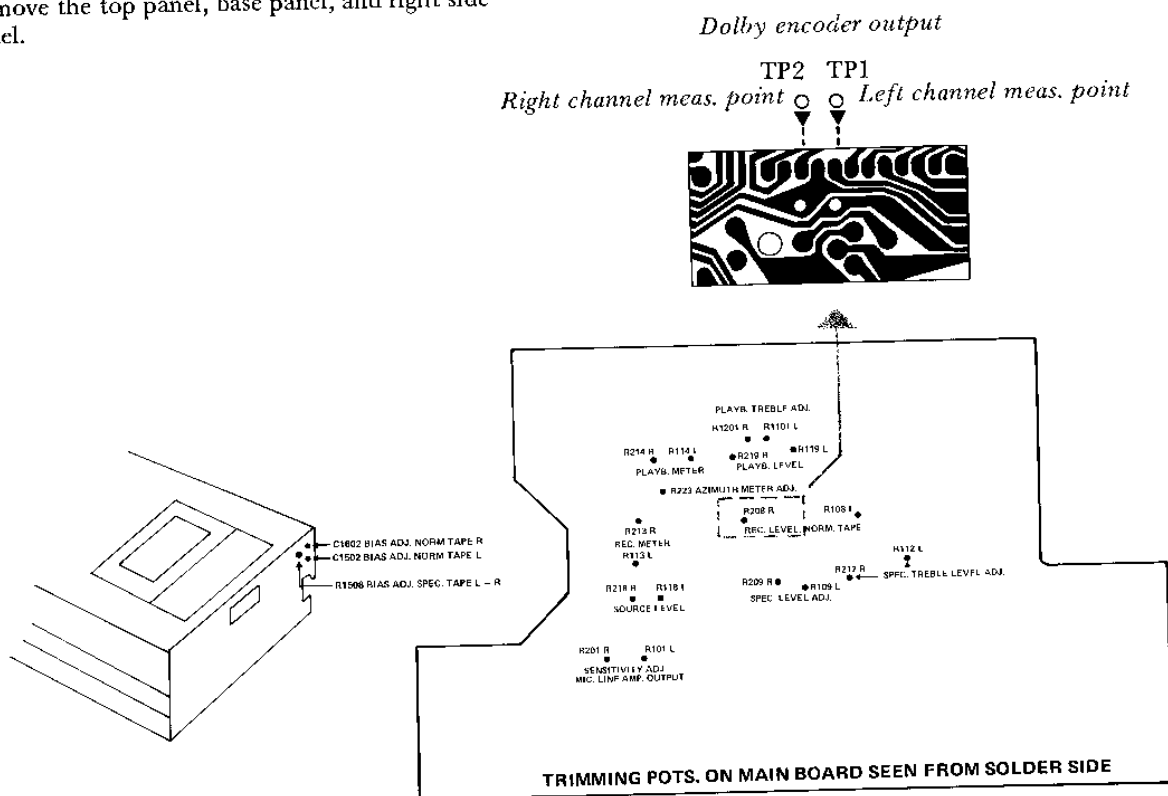 move the top panel, base panel, and right side
el.
Dolby encoder output
TP2 TP1
Right channel meas. point Left channel meas. point
PLAYB. TREBLE ADJ.
R1201 R R1101 L
R214 R R114 L R219 R R119 L
PLAYB. METER PLAYB. LEVEL
R223 AZIMUTH METER ADJ.
R208 R R108 L
REC. LEVEL, NORM. TAPE
R213 R
REC. METER
R113 L
R112 L
R212 R
SPEC. TREBLE LEVEL ADJ.
R209 R R109 L
SPEC. LEVEL ADJ.
R218 R R118 L
SOURCE LEVEL
R201 R R101 L
SENSITIVITY ADJ
MIC. LINE AMP. OUTPUT
C1602 BIAS ADJ. NORM TAPE R
C1502 BIAS ADJ. NORM TAPE L
R1508 BIAS ADJ. SPEC. TAPE L – R
TRIMMING POTS. ON MAIN BOARD SEEN FROM SOLDER SIDE